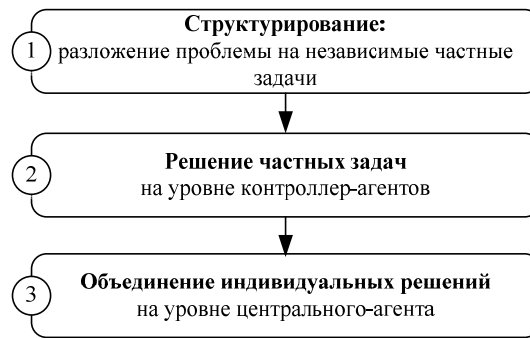 Структурирование:
1
разложение проблемы на независимые частные
задачи
Решение частных задач
2
на уровне контроллер-агентов
Объединение индивидуальных решений
3
на уровне центрального-агента